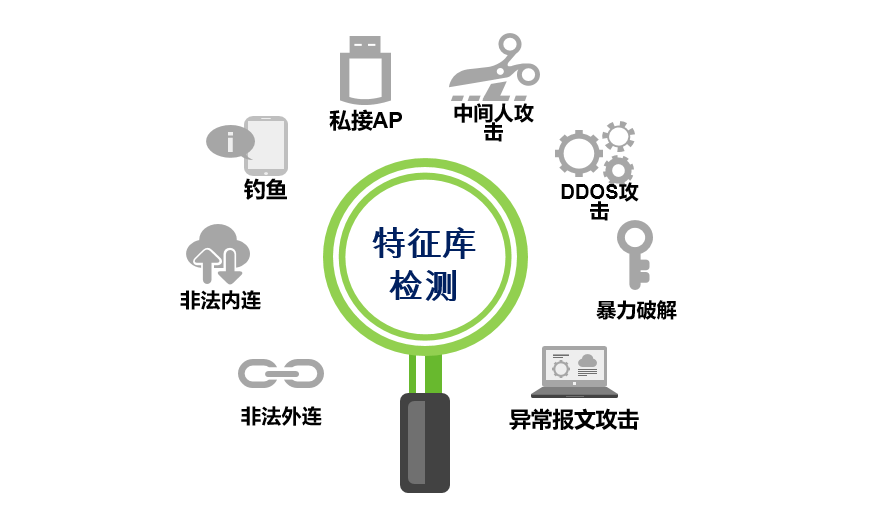 私接AP
中间人攻
击
钓鱼
DDOS攻
击
特征库
检测
非法内连
暴力破解
非法外连
异常报文攻击